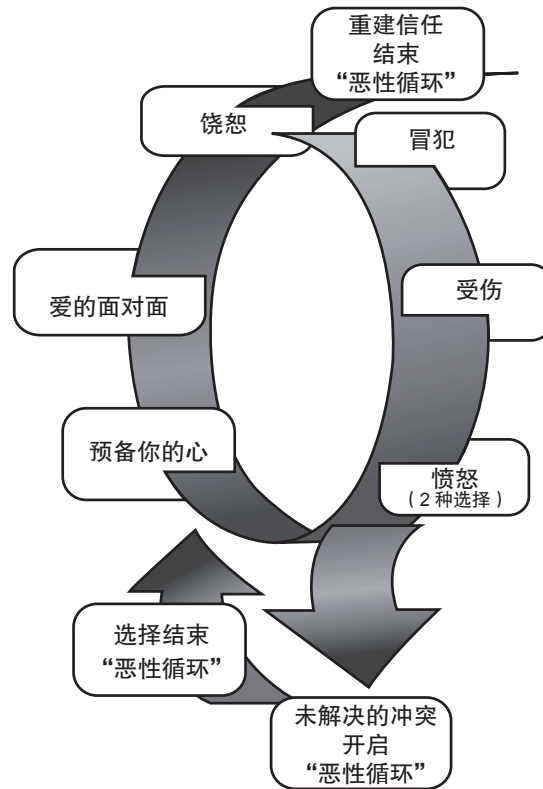 重建信任
结束
“恶性循环”
饶恕
冒犯
爱的面对面
受伤
预备你的心
愤怒
（2 种选择）
选择结束
“恶性循环”
未解决的冲突
开启
“恶性循环”